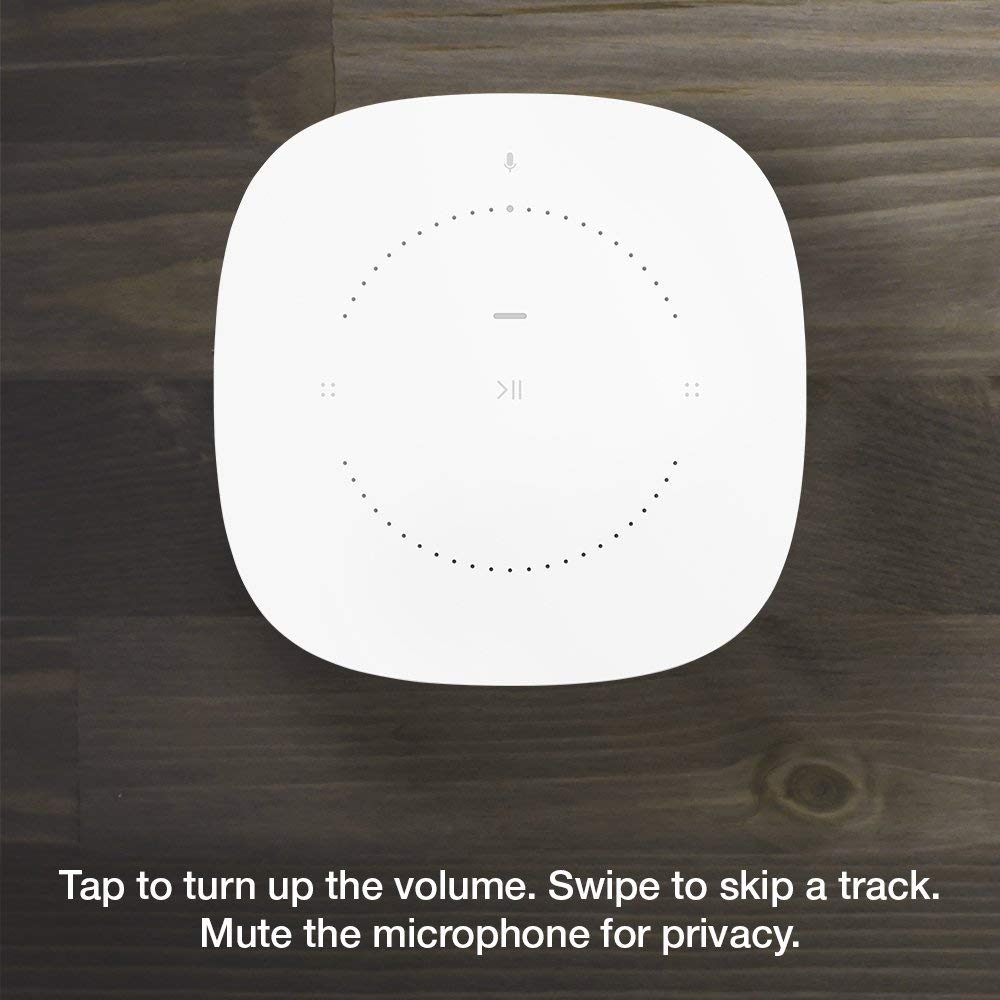 Tap to turn up the volume. Swipe to skip a track.
Mute the microphone for privacy.